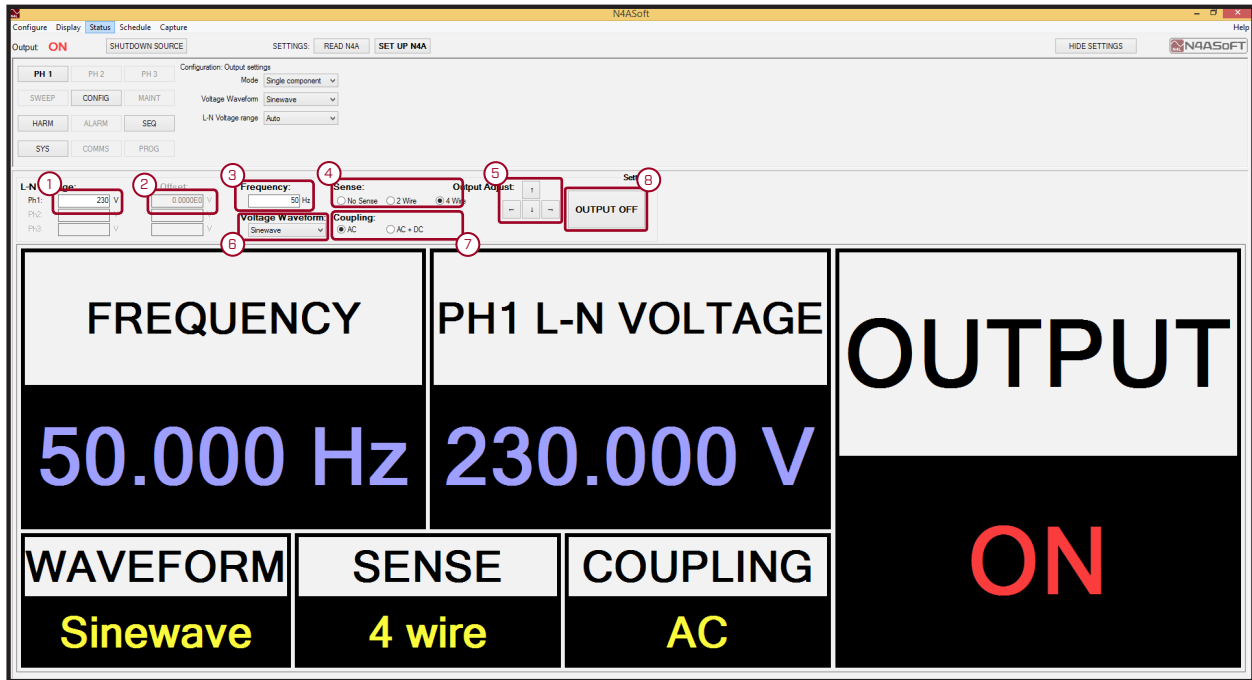 N4ASoft
Configure Display Status Schedule Capture Help
Output: ON SHUTDOWN SOURCE SETTINGS: READ N4A SET UP N4A HIDE SETTINGS N4L N4ASOFT
PH 1 PH 2 PH 3 Configuration: Output settings
Mode Single component
SWEEP CONFIG MAINT Voltage Waveform Sinewave
HARM ALARM SEQ L-N Voltage range Auto
SYS COMMS PROG
1 2 3 4 5 8
L-N ge: Offset: Frequency: Sense: Output Adjust: ↑ Sett
Ph1: 230 V 0.0000E0 V 50 Hz No Sense 2 Wire 4 Wire ← ↓ → OUTPUT OFF
Ph2: V V Voltage Waveform: Coupling:
Ph3: V V Sinewave AC AC + DC
6 7
FREQUENCY PH1 L-N VOLTAGE OUTPUT
50.000 Hz 230.000 V ON
WAVEFORM SENSE COUPLING
Sinewave 4 wire AC